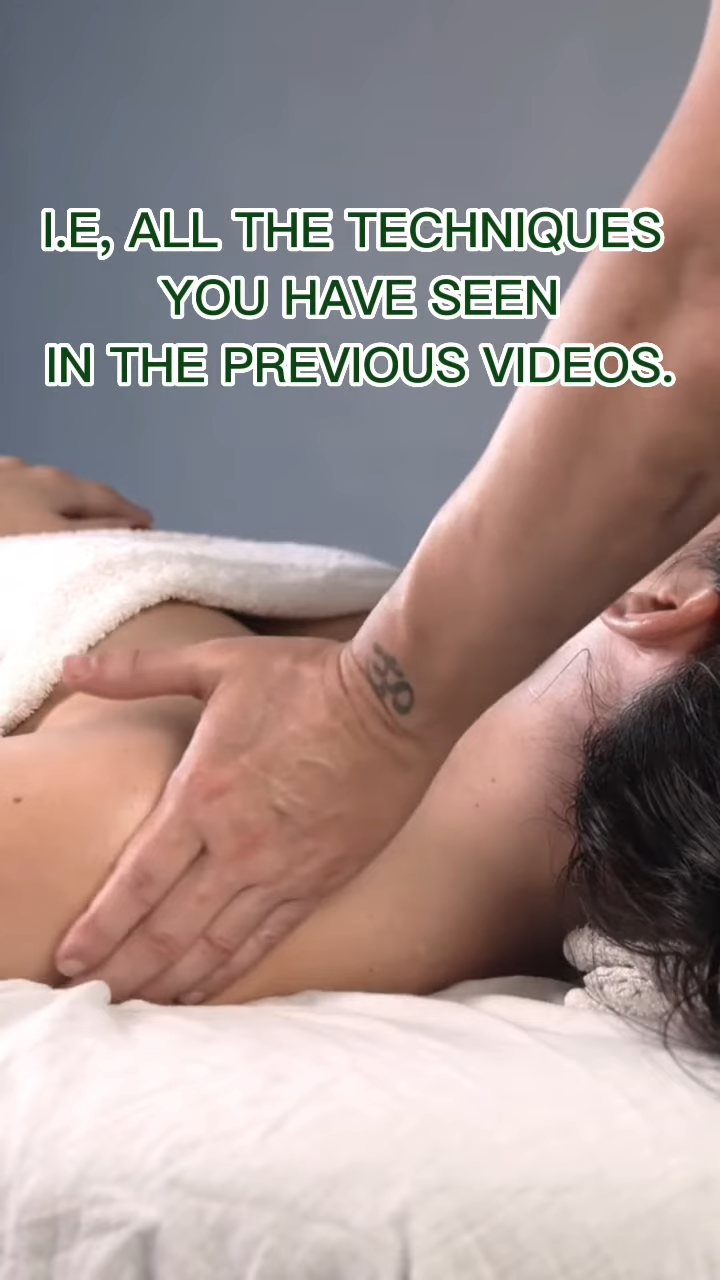 I.E, ALL THE TECHNIQUES
YOU HAVE SEEN
IN THE PREVIOUS VIDEOS.